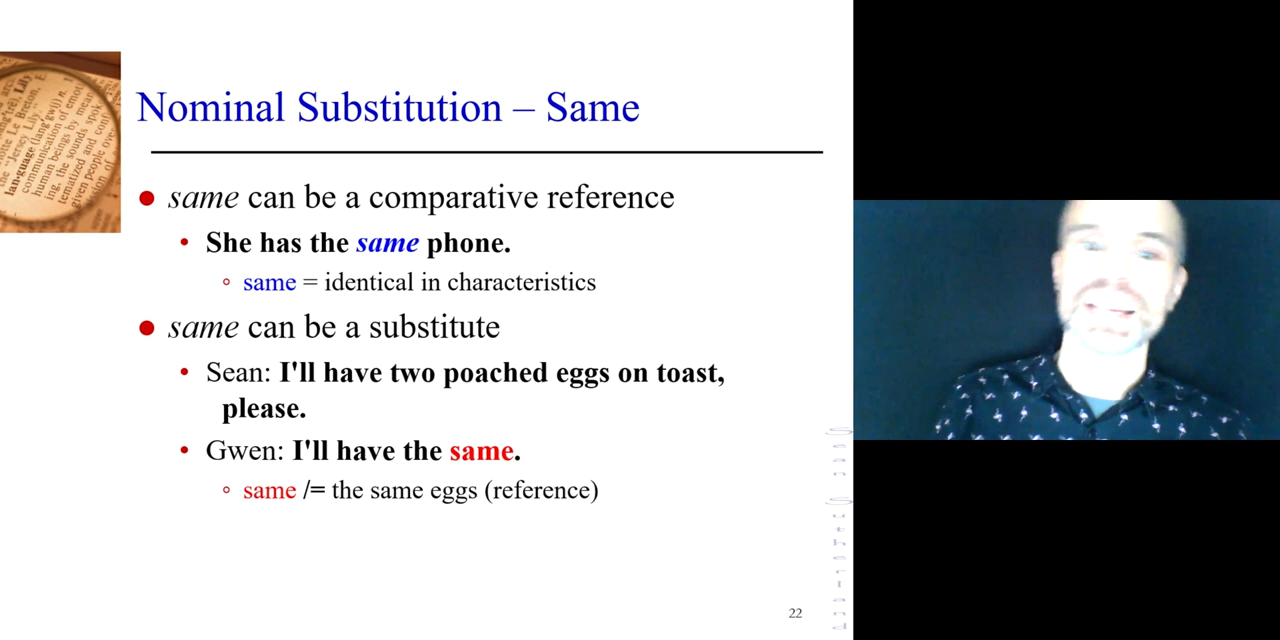 Nominal Substitution – Same
● same can be a comparative reference
• She has the same phone.
◦ same = identical in characteristics
● same can be a substitute
• Sean: I'll have two poached eggs on toast,
please.
• Gwen: I'll have the same.
◦ same /= the same eggs (reference)
22